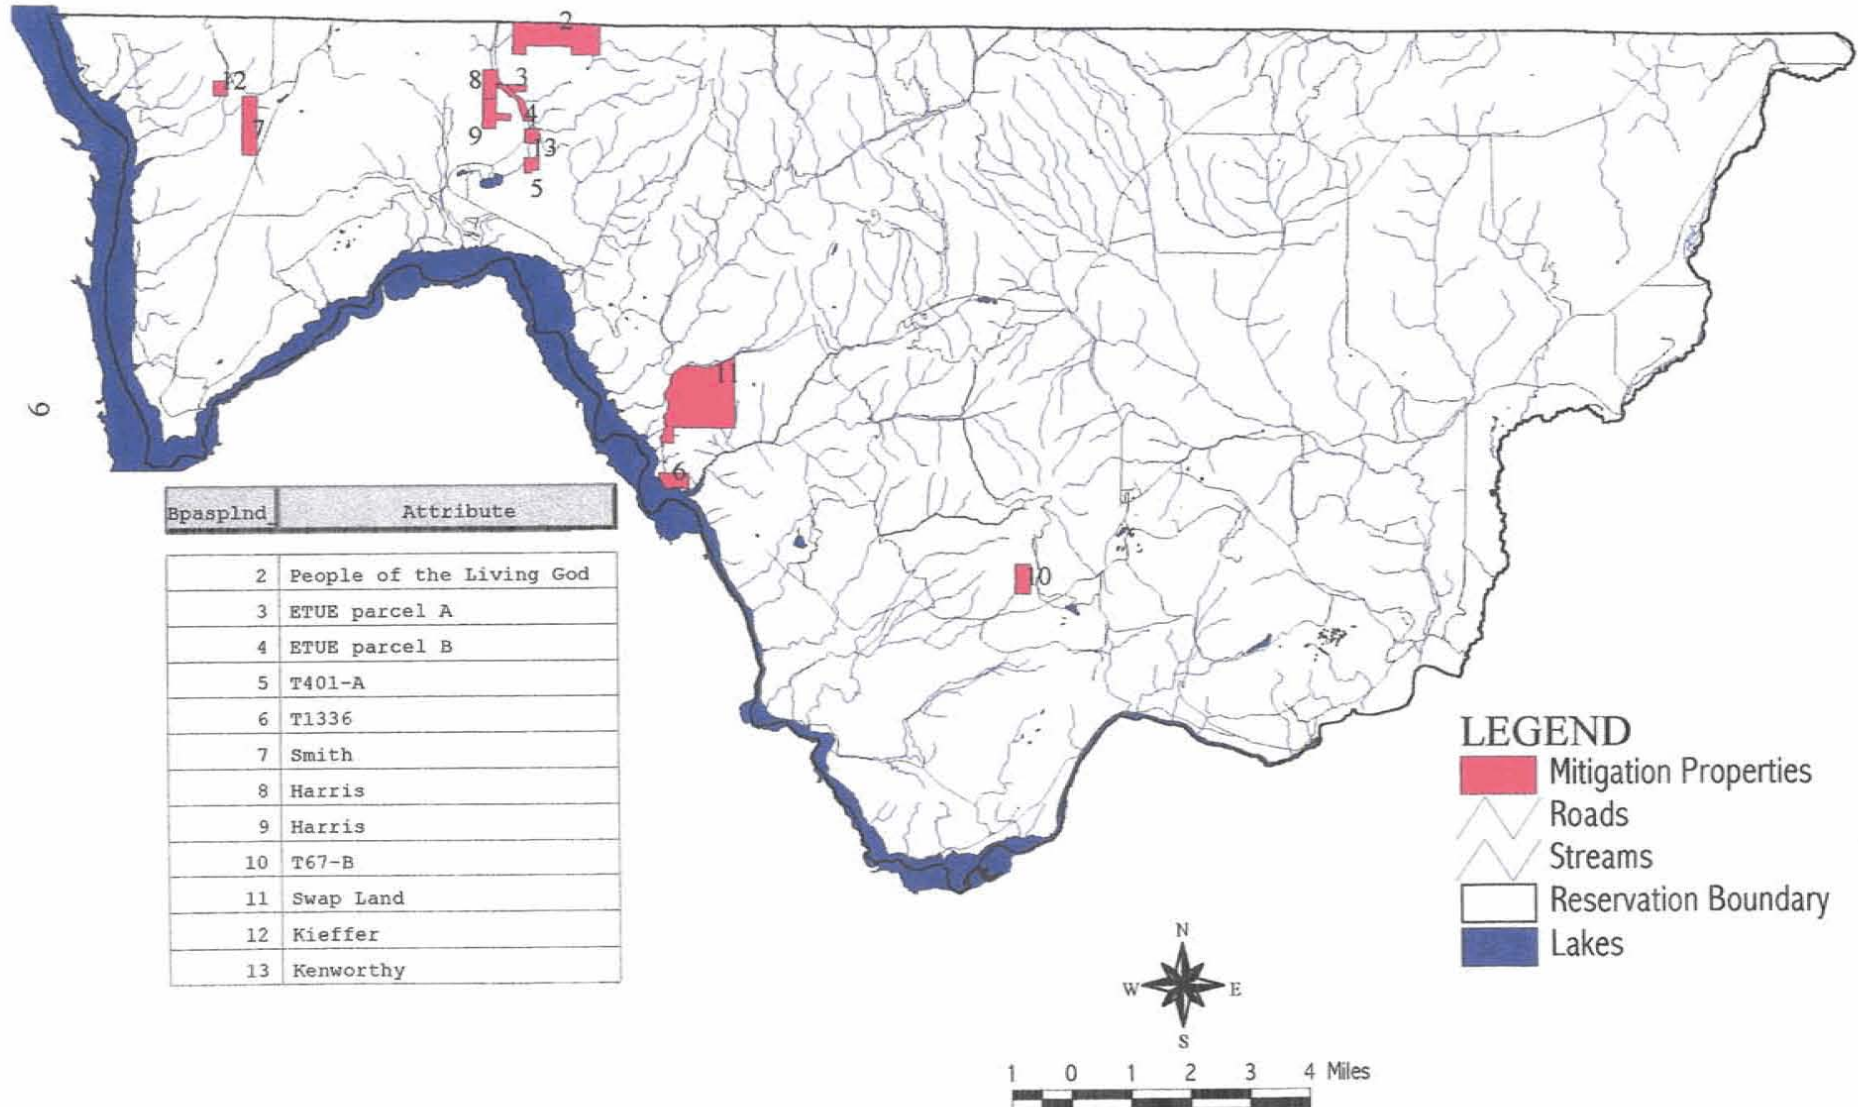 2
12
8 3
7
4
9
13
5
11
6
6
10
Bpasplnd Attribute
2 People of the Living God
3 ETUE parcel A
4 ETUE parcel B
5 T401-A
6 T1336
7 Smith
8 Harris
9 Harris
10 T67-B
11 Swap Land
12 Kieffer
13 Kenworthy
LEGEND
Mitigation Properties
Roads
Streams
Reservation Boundary
Lakes
N
W E
S
1 0 1 2 3 4 Miles